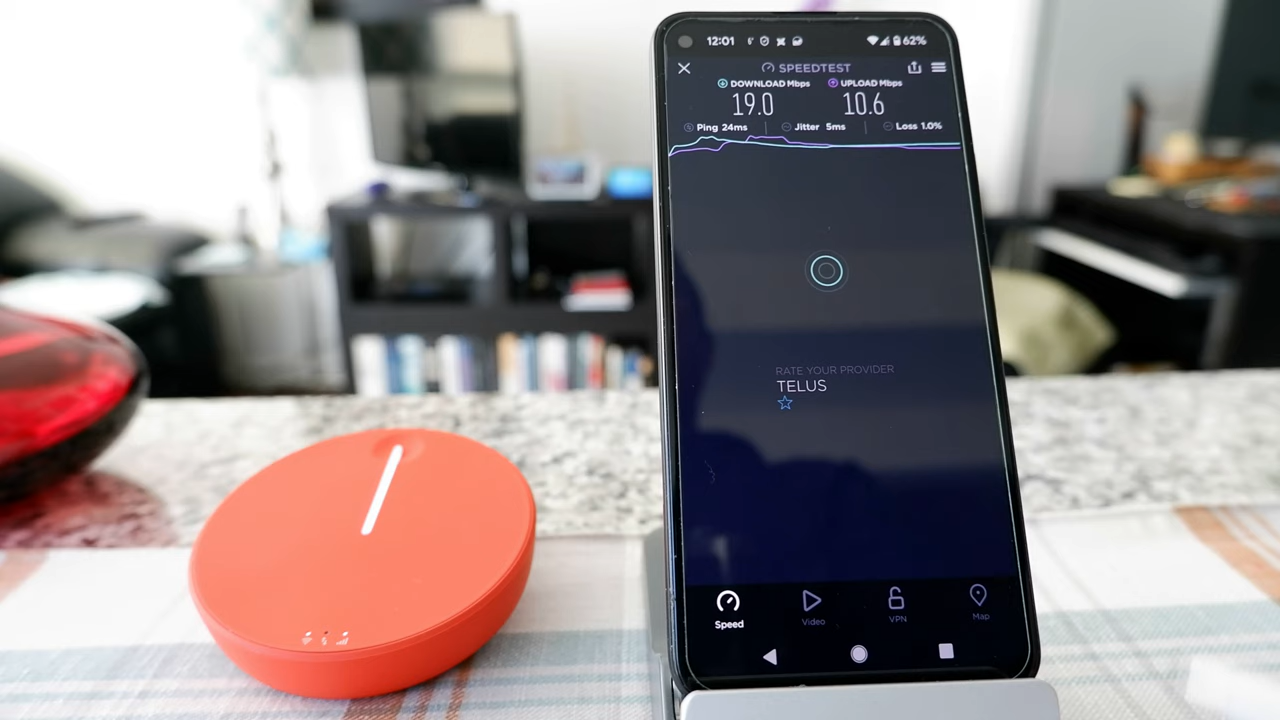 12:01 62%
SPEEDTEST
DOWNLOAD Mbps UPLOAD Mbps
19.0 10.6
Ping 24ms Jitter 5ms Loss 1.0%
RATE YOUR PROVIDER
TELUS
Speed Video VPN Map